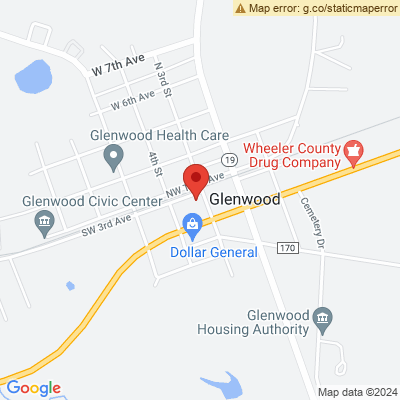 Map error: g.co/staticmaperror
W 7th Ave
N 3rd St
W 6th Ave
Glenwood Health Care
4th St
19
Wheeler County
Drug Company
Glenwood Civic Center
Glenwood
SW 3rd Ave
Cemetery Dr
Dollar General
170
Glenwood
Housing Authority
Google
Map data ©2024